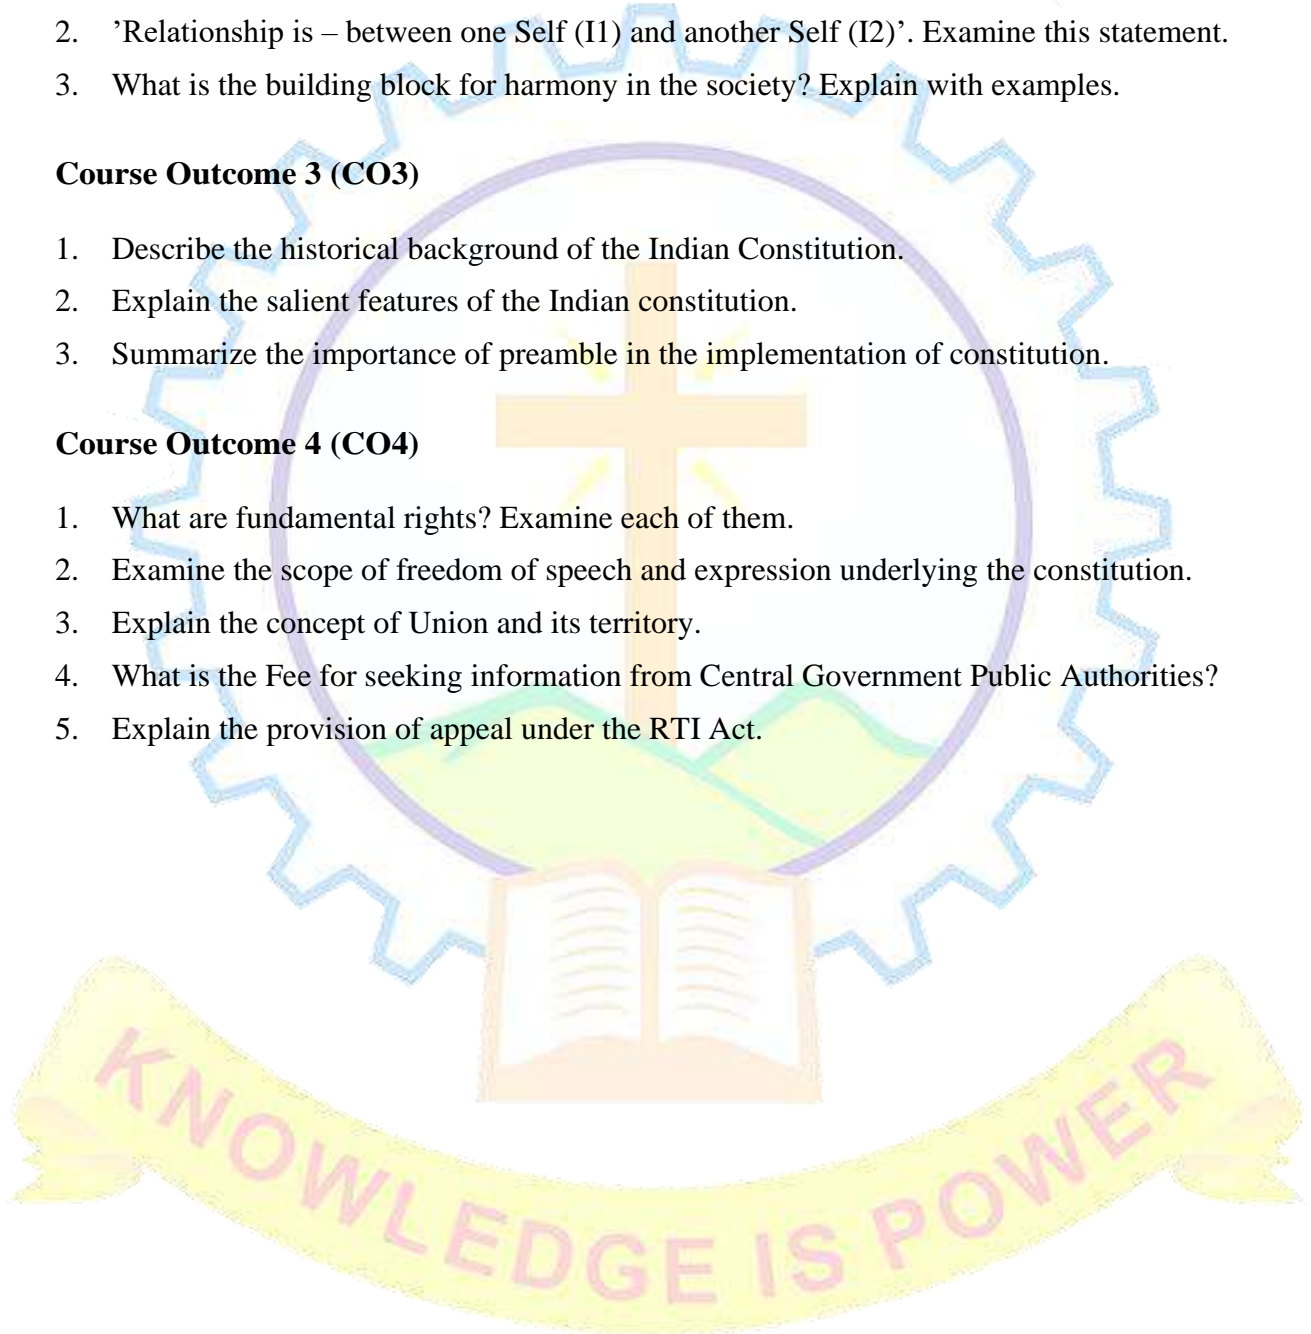 2. ’Relationship is – between one Self (I1) and another Self (I2)’. Examine this statement.
3. What is the building block for harmony in the society? Explain with examples.
Course Outcome 3 (CO3)
1. Describe the historical background of the Indian Constitution.
2. Explain the salient features of the Indian constitution.
3. Summarize the importance of preamble in the implementation of constitution.
Course Outcome 4 (CO4)
1. What are fundamental rights? Examine each of them.
2. Examine the scope of freedom of speech and expression underlying the constitution.
3. Explain the concept of Union and its territory.
4. What is the Fee for seeking information from Central Government Public Authorities?
5. Explain the provision of appeal under the RTI Act.
KNOWLEDGE IS POWER